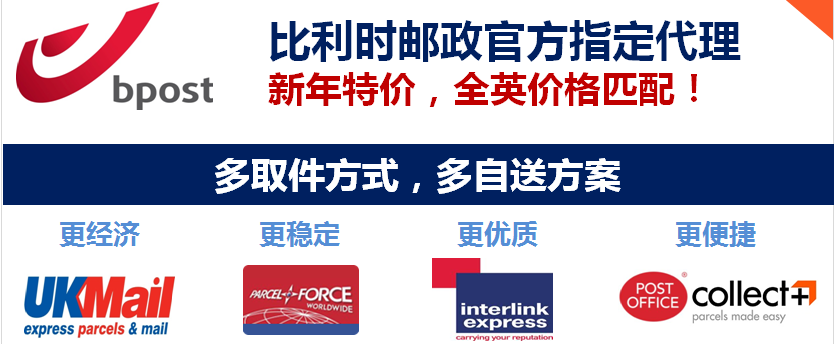 bpost
比利时邮政官方指定代理
新年特价，全英价格匹配！
多取件方式，多自送方案
更经济
更稳定
更优质
更便捷
UKMail
express parcels & mail
PARCELFORCE
WORLDWIDE
interlink
express
carrying your reputation
POST
OFFICE®
collect+
parcels made easy